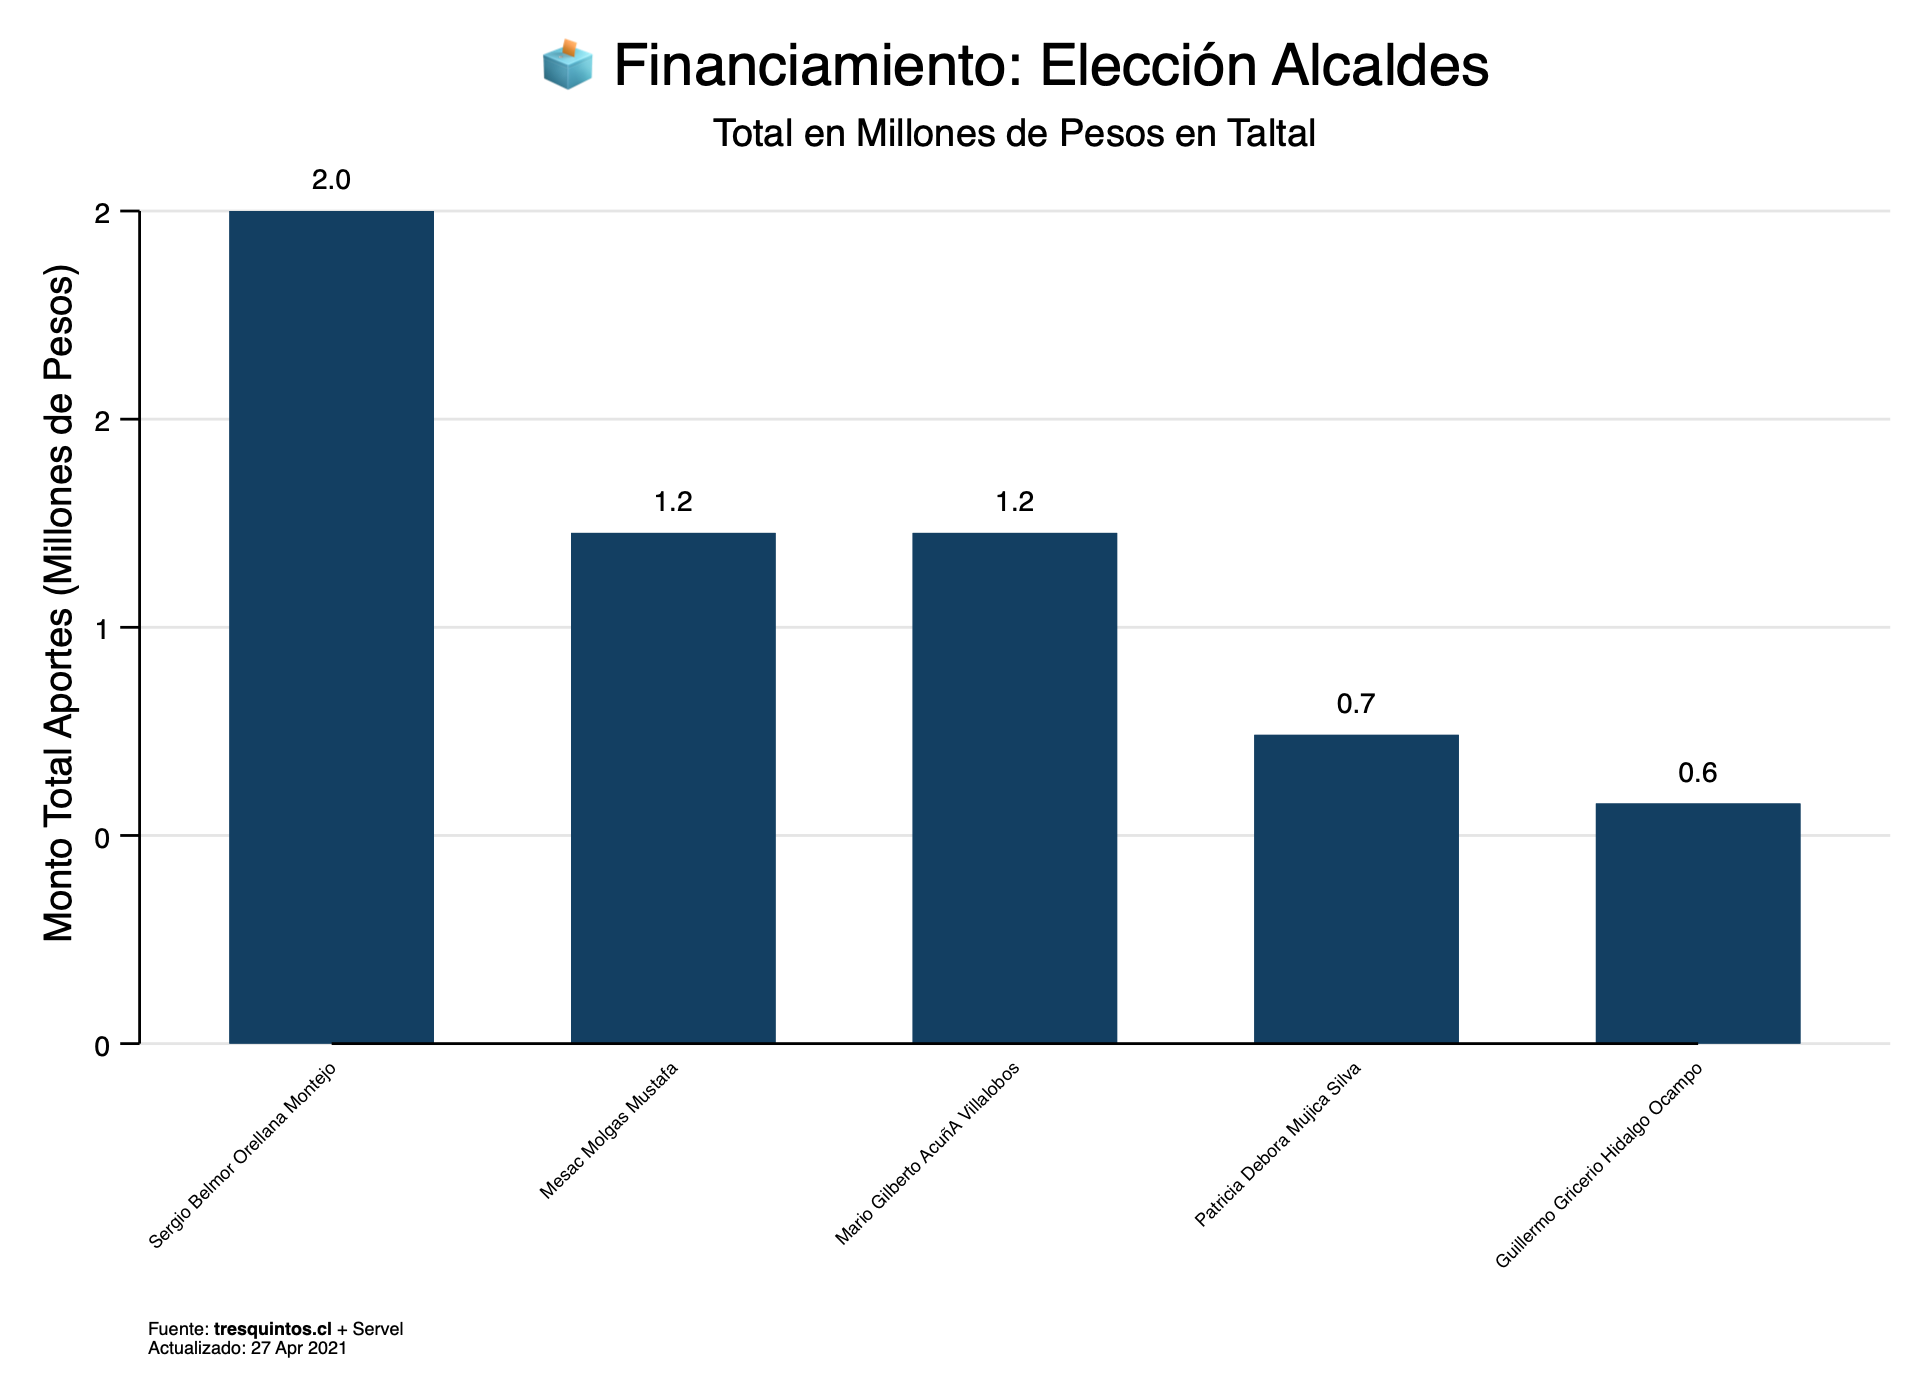 Financiamiento: Elección Alcaldes
Total en Millones de Pesos en Taltal
Monto Total Aportes (Millones de Pesos)
2
2
1
0
0
2.0
1.2
1.2
0.7
0.6
Sergio Belmor Orellana Montejo
Mesac Molgas Mustafa
Mario Gilberto AcuñA Villalobos
Patricia Debora Mujica Silva
Guillermo Gricerio Hidalgo Ocampo
Fuente: tresquintos.cl + Servel
Actualizado: 27 Apr 2021